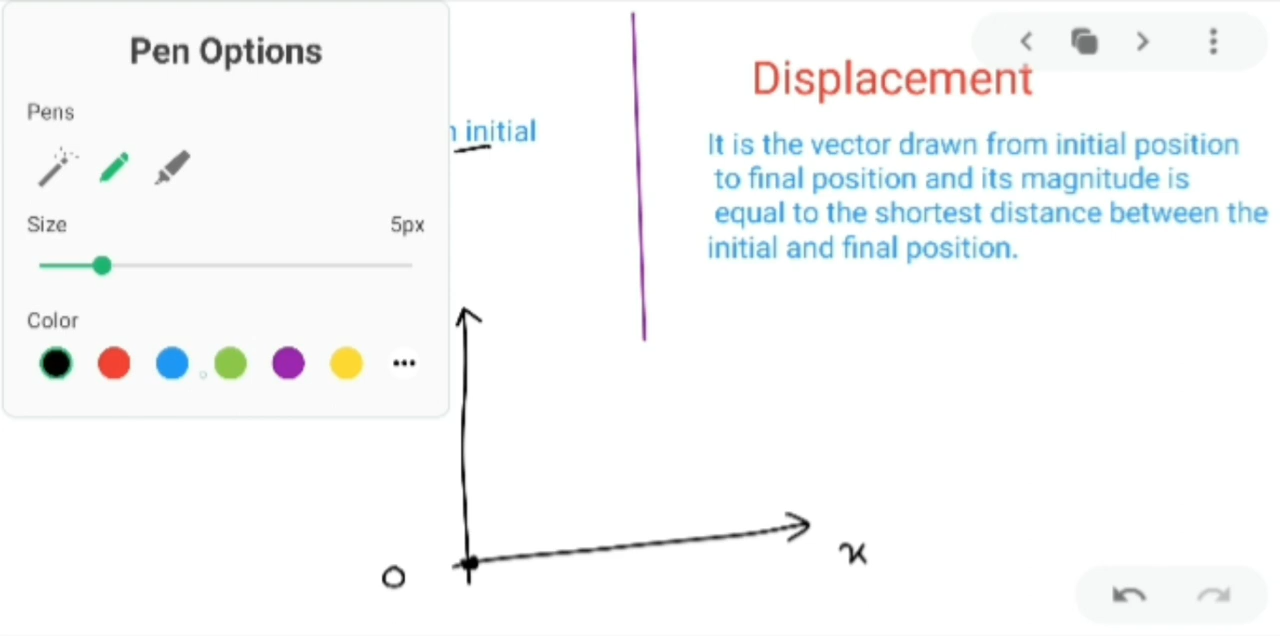 Pen Options
Pens
Size 5px
Color
initial
Displacement
It is the vector drawn from initial position
to final position and its magnitude is
equal to the shortest distance between the
initial and final position.
O
x